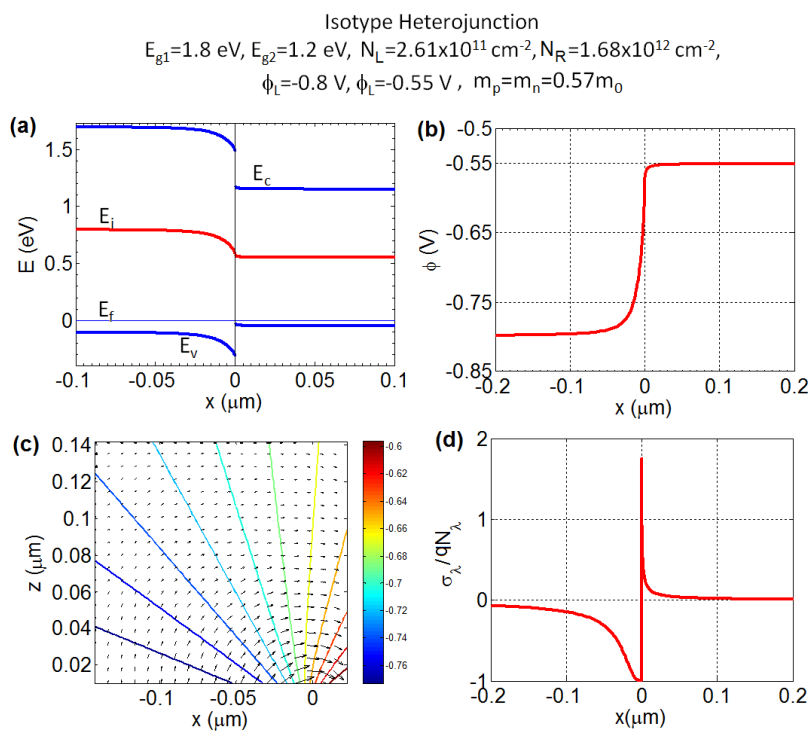 Isotype Heterojunction
E_g1=1.8 eV, E_g2=1.2 eV, N_L=2.61x10^11 cm^-2, N_R=1.68x10^12 cm^-2,
ϕ_L=-0.8 V, ϕ_L=-0.55 V , m_p=m_n=0.57m_0
(a)
1.5
1
0.5
0
E (eV)
E_c
E_i
E_f
E_v
-0.1 -0.05 0 0.05 0.1
x (μm)
(b)
-0.5
-0.55
-0.65
-0.75
-0.85
ϕ (V)
-0.2 -0.1 0 0.1 0.2
x (μm)
(c)
0.14
0.12
0.1
0.08
0.06
0.04
0.02
z (μm)
-0.1 -0.05 0
x (μm)
-0.6
-0.62
-0.64
-0.66
-0.68
-0.7
-0.72
-0.74
-0.76
(d)
2
1
0
-1
σ_λ/qN_λ
-0.2 -0.1 0 0.1 0.2
x(μm)